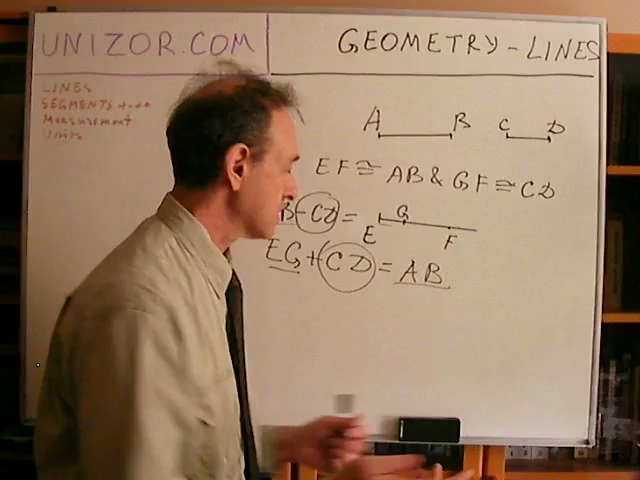 UNIZOR.COM
GEOMETRY - LINES
LINES
SEGMENTS +-
Measurement
Units
A B C D
EF ≅ AB & GF ≅ CD
B - CD =
E G F
EG + CD = AB